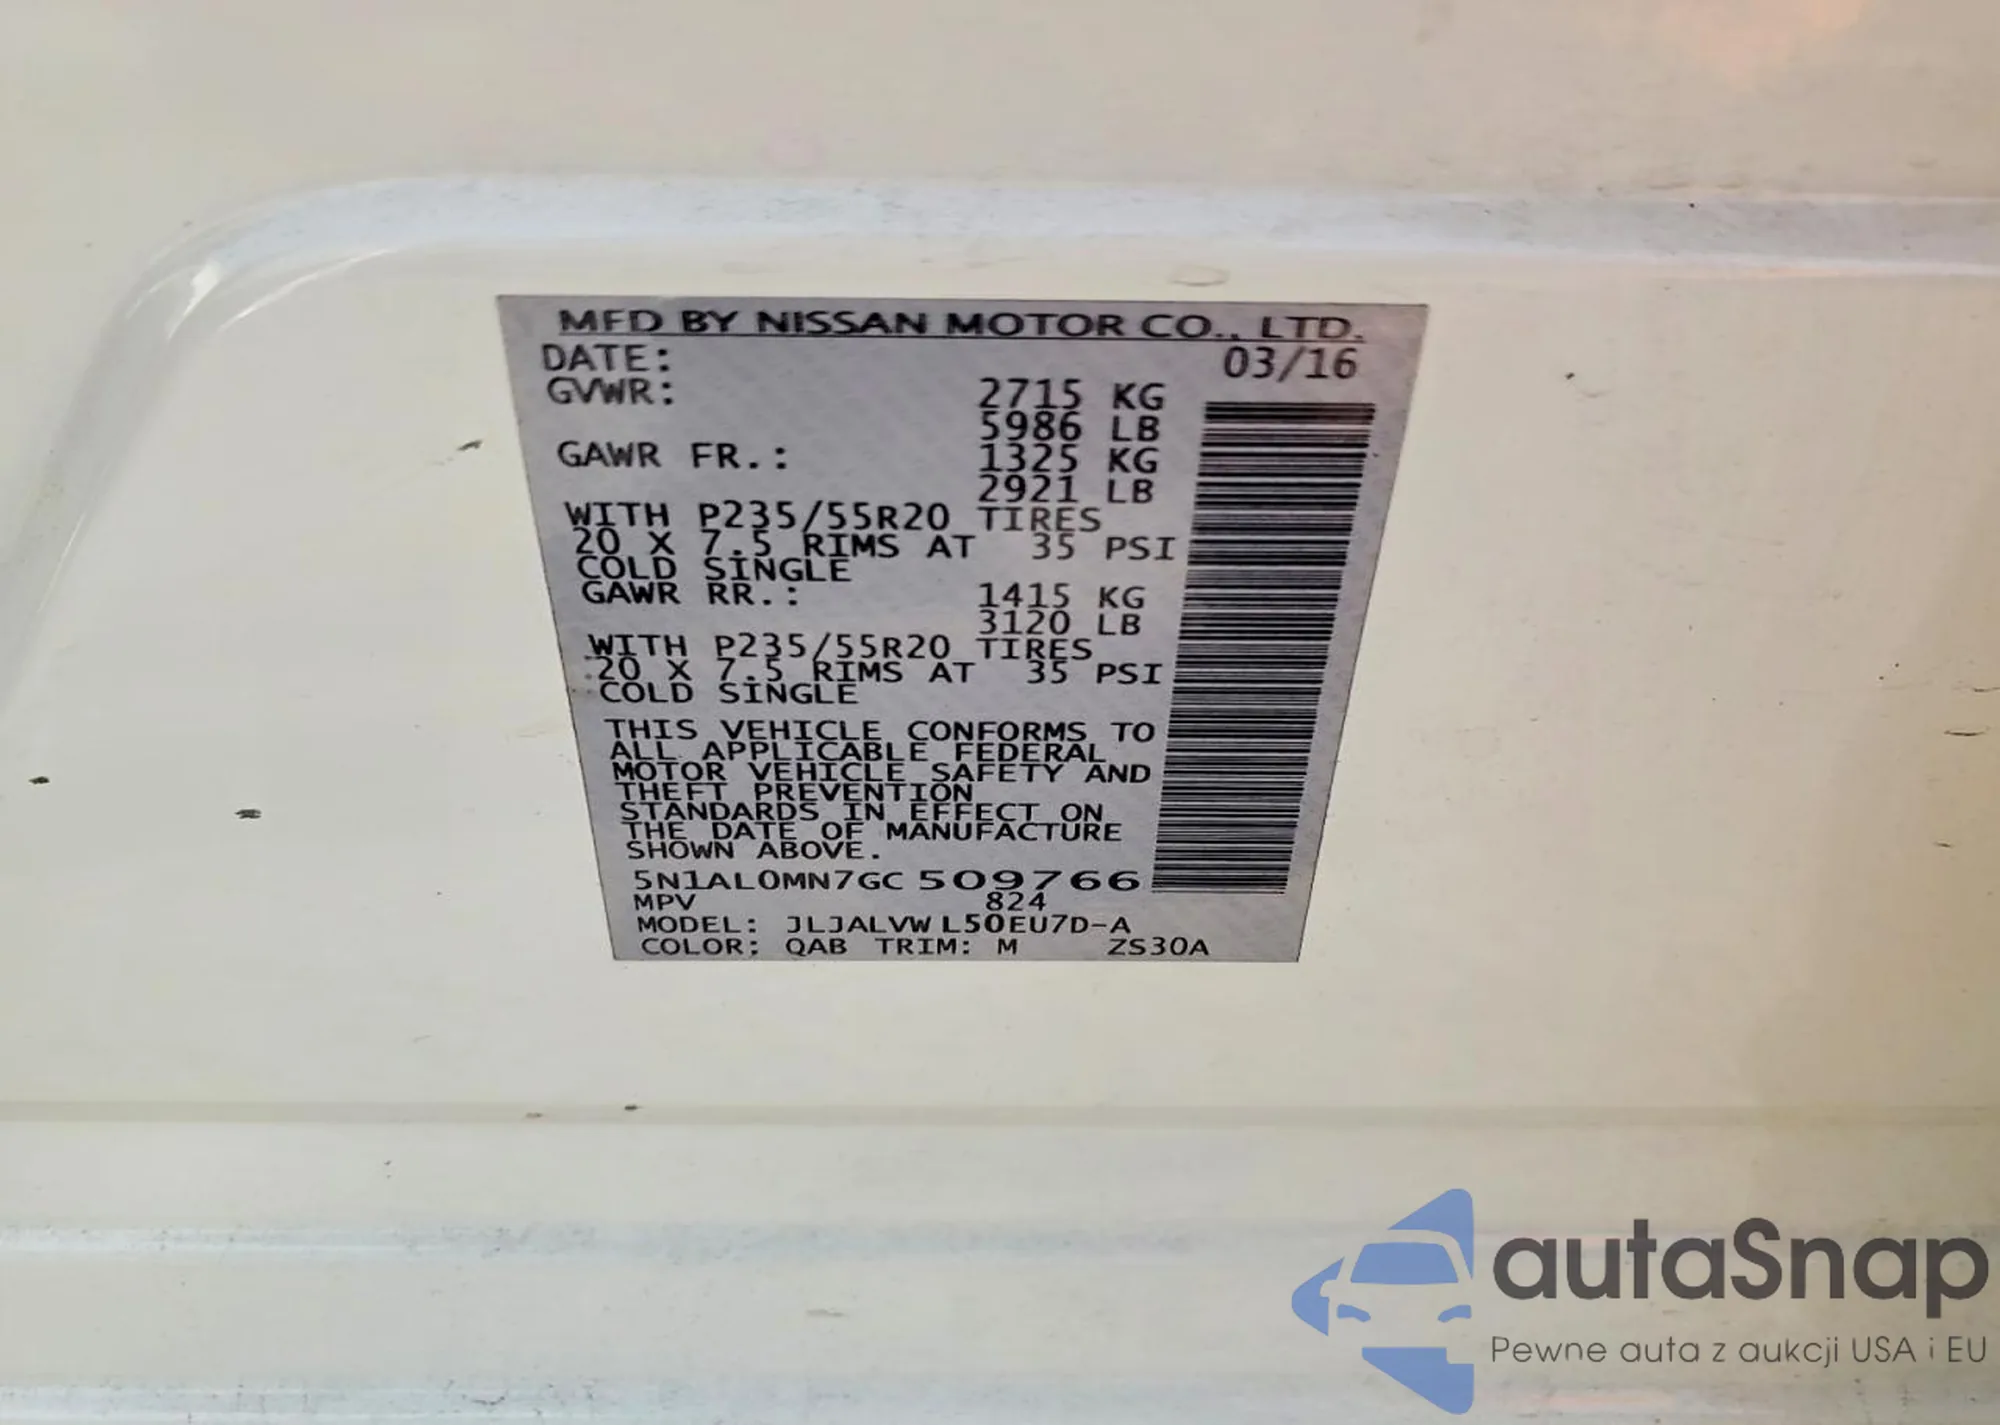 MFD BY NISSAN MOTOR CO., LTD.
DATE: 03/16
GVWR: 2715 KG
5986 LB
GAWR FR.: 1325 KG
2921 LB
WITH P235/55R20 TIRES
20 X 7.5 RIMS AT 35 PSI
COLD SINGLE
GAWR RR.: 1415 KG
3120 LB
WITH P235/55R20 TIRES
20 X 7.5 RIMS AT 35 PSI
COLD SINGLE
THIS VEHICLE CONFORMS TO
ALL APPLICABLE FEDERAL
MOTOR VEHICLE SAFETY AND
THEFT PREVENTION
STANDARDS IN EFFECT ON
THE DATE OF MANUFACTURE
SHOWN ABOVE.
5N1AL0MN7GC 509766
MPV 824
MODEL: JLJALVW L50EU7D-A
COLOR: QAB TRIM: M ZS30A
autaSnap
Pewne auta z aukcji USA i EU